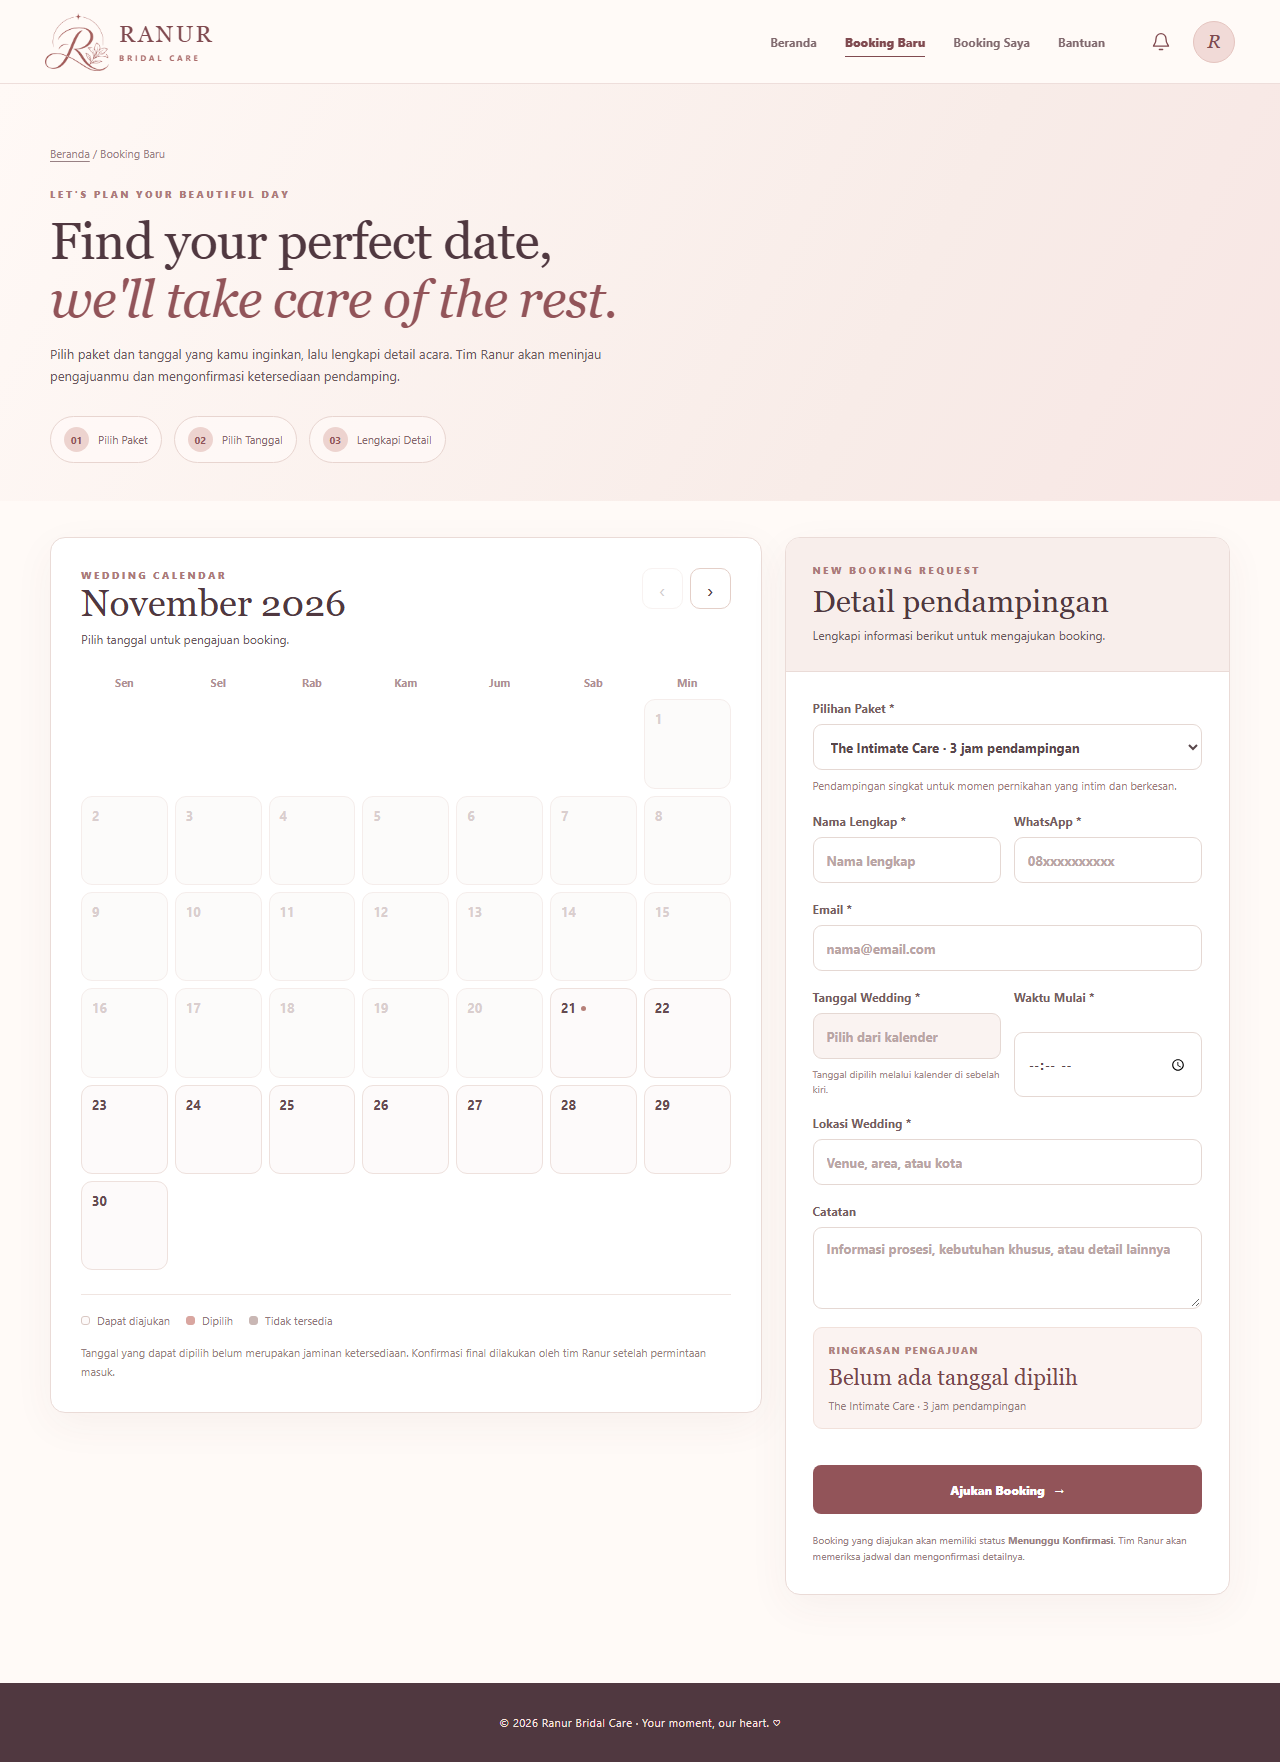 RANUR
BRIDAL CARE
Beranda
Booking Baru
Booking Saya
Bantuan
R
Beranda / Booking Baru
LET'S PLAN YOUR BEAUTIFUL DAY
Find your perfect date,
we'll take care of the rest.
Pilih paket dan tanggal yang kamu inginkan, lalu lengkapi detail acara. Tim Ranur akan meninjau
pengajuanmu dan mengonfirmasi ketersediaan pendamping.
01 Pilih Paket
02 Pilih Tanggal
03 Lengkapi Detail
WEDDING CALENDAR
November 2026
Pilih tanggal untuk pengajuan booking.
‹ ›
Sen Sel Rab Kam Jum Sab Min
1
2 3 4 5 6 7 8
9 10 11 12 13 14 15
16 17 18 19 20 21 22
23 24 25 26 27 28 29
30
Dapat diajukan Dipilih Tidak tersedia
Tanggal yang dapat dipilih belum merupakan jaminan ketersediaan. Konfirmasi final dilakukan oleh tim Ranur setelah permintaan
masuk.
NEW BOOKING REQUEST
Detail pendampingan
Lengkapi informasi berikut untuk mengajukan booking.
Pilihan Paket *
The Intimate Care · 3 jam pendampingan
Pendampingan singkat untuk momen pernikahan yang intim dan berkesan.
Nama Lengkap * WhatsApp *
Nama lengkap 08xxxxxxxxxx
Email *
nama@email.com
Tanggal Wedding * Waktu Mulai *
Pilih dari kalender --:-- --
Tanggal dipilih melalui kalender di sebelah
kiri.
Lokasi Wedding *
Venue, area, atau kota
Catatan
Informasi prosesi, kebutuhan khusus, atau detail lainnya
RINGKASAN PENGAJUAN
Belum ada tanggal dipilih
The Intimate Care · 3 jam pendampingan
Ajukan Booking →
Booking yang diajukan akan memiliki status Menunggu Konfirmasi. Tim Ranur akan
memeriksa jadwal dan mengonfirmasi detailnya.
© 2026 Ranur Bridal Care · Your moment, our heart. ♡